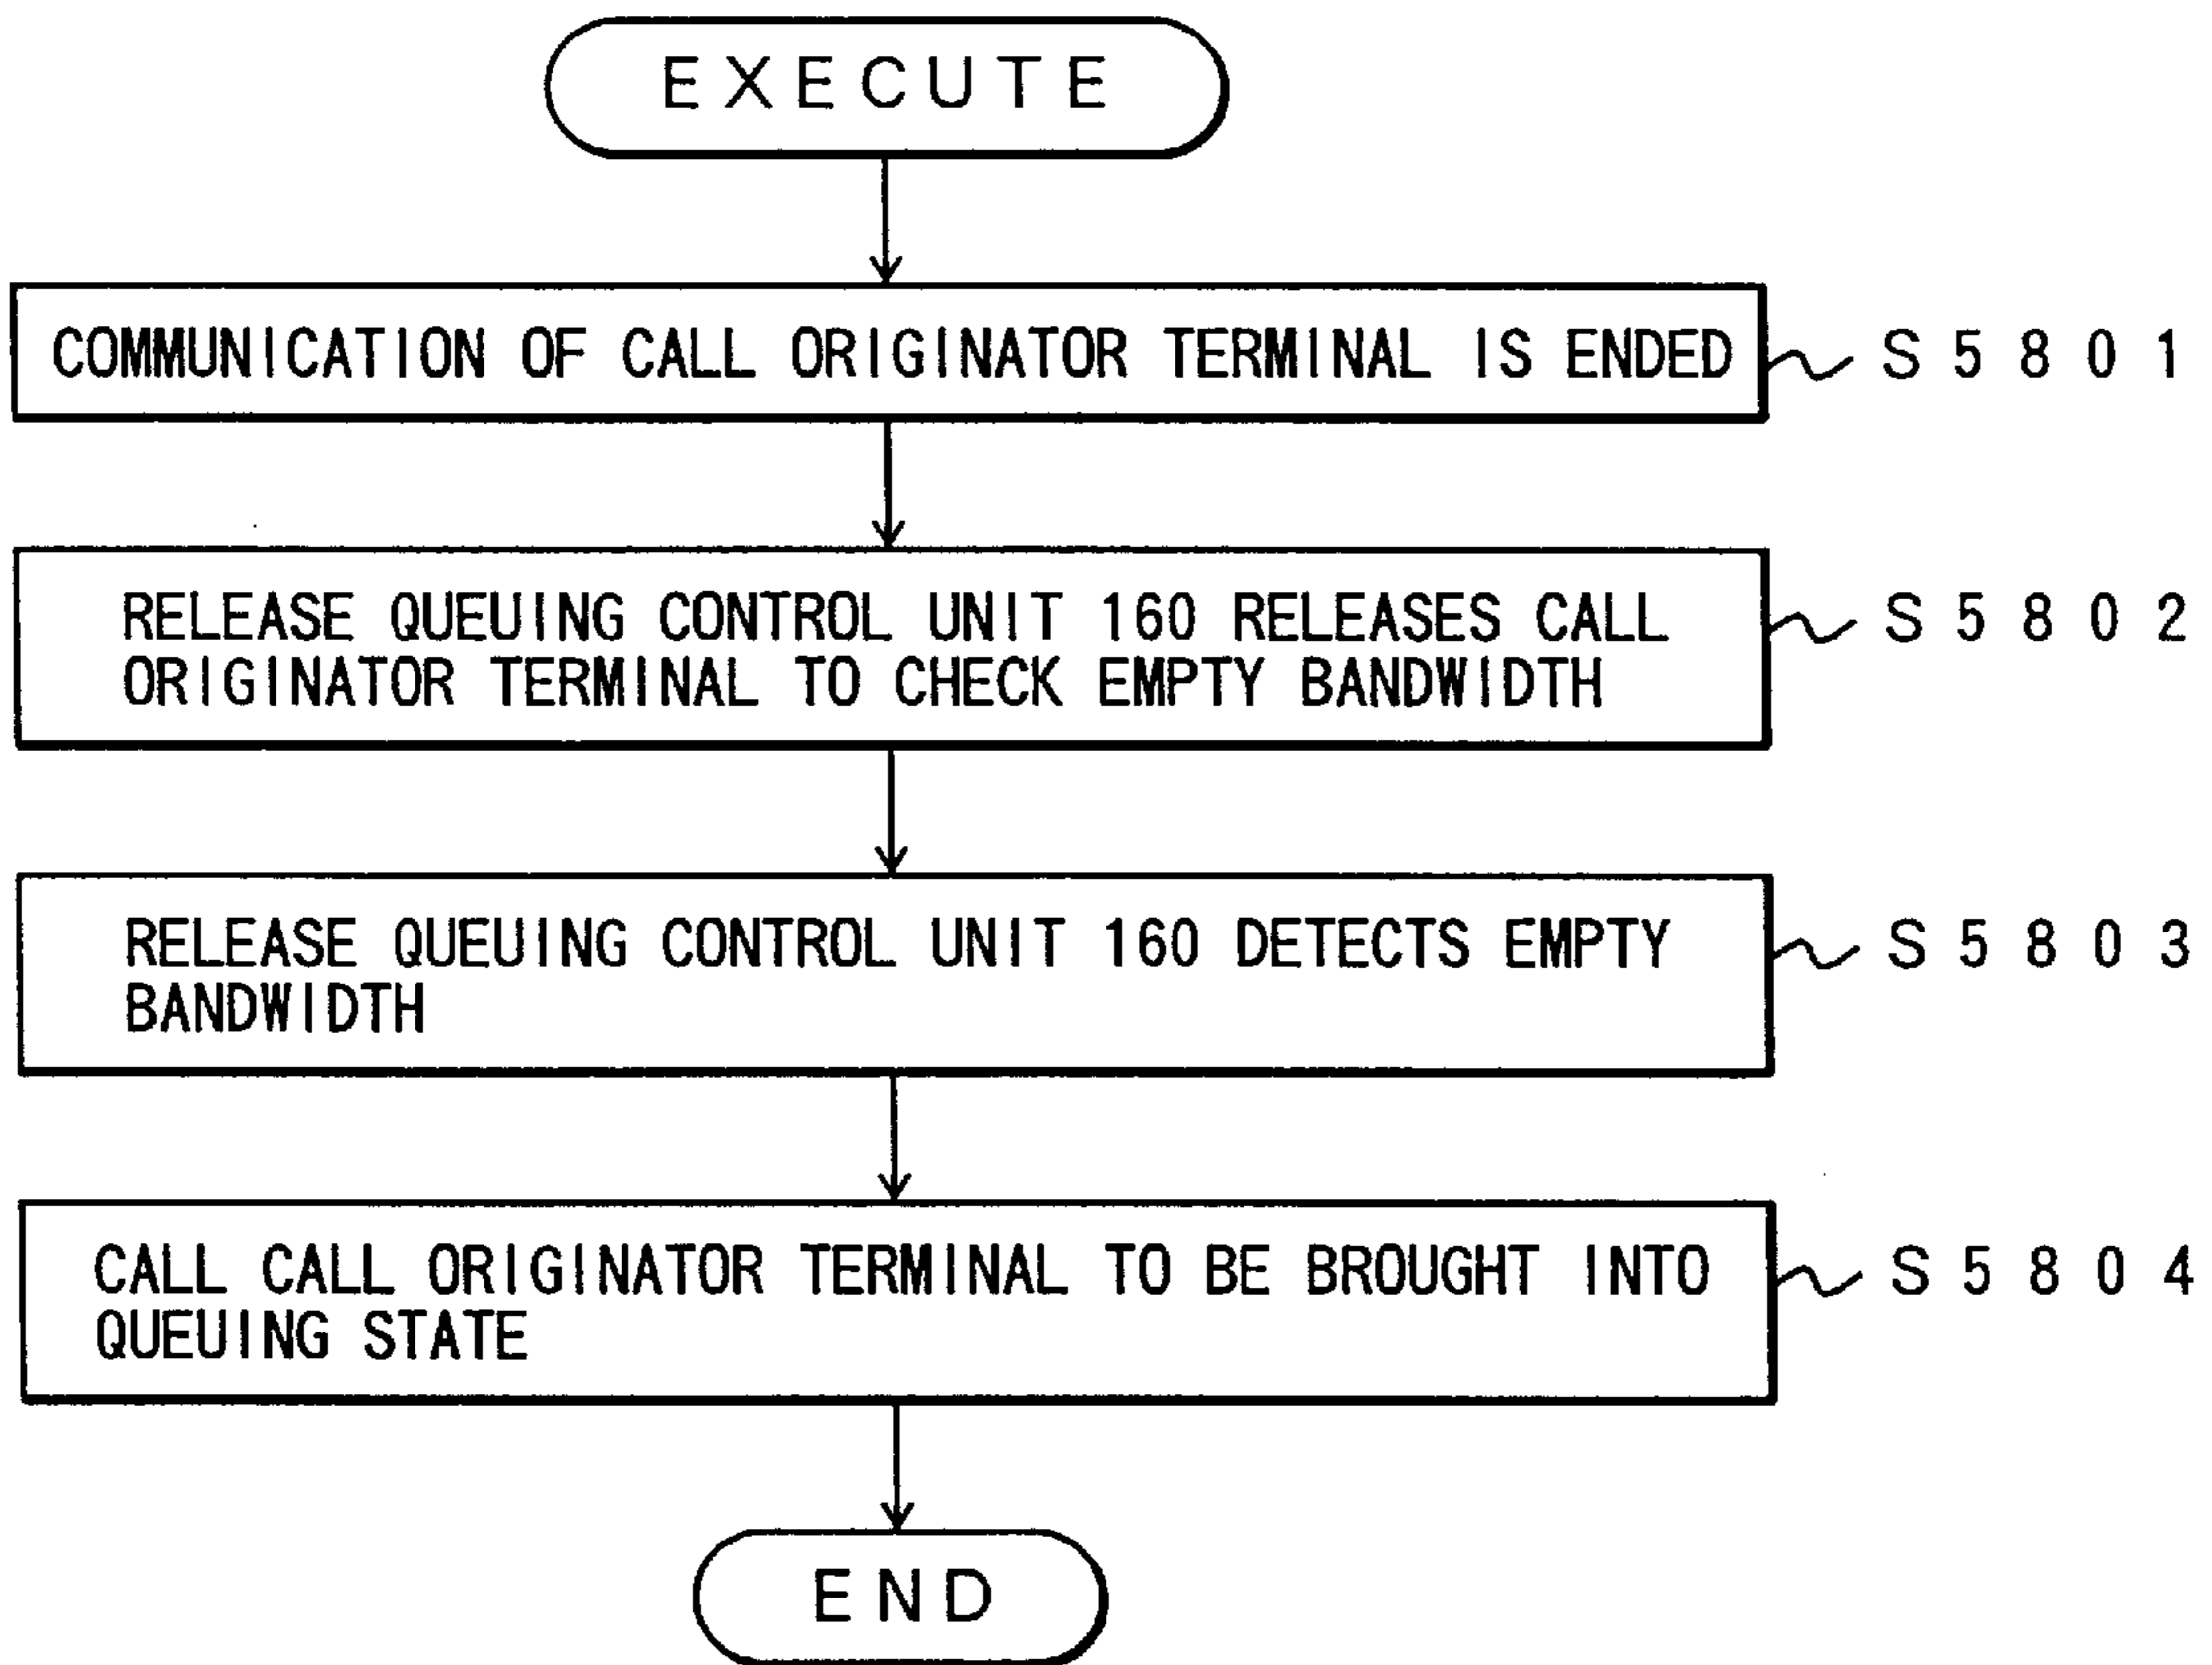 EXECUTE
COMMUNICATION OF CALL ORIGINATOR TERMINAL IS ENDED
S5801
RELEASE QUEUING CONTROL UNIT 160 RELEASES CALL
ORIGINATOR TERMINAL TO CHECK EMPTY BANDWIDTH
S5802
RELEASE QUEUING CONTROL UNIT 160 DETECTS EMPTY
BANDWIDTH
S5803
CALL CALL ORIGINATOR TERMINAL TO BE BROUGHT INTO
QUEUING STATE
S5804
END